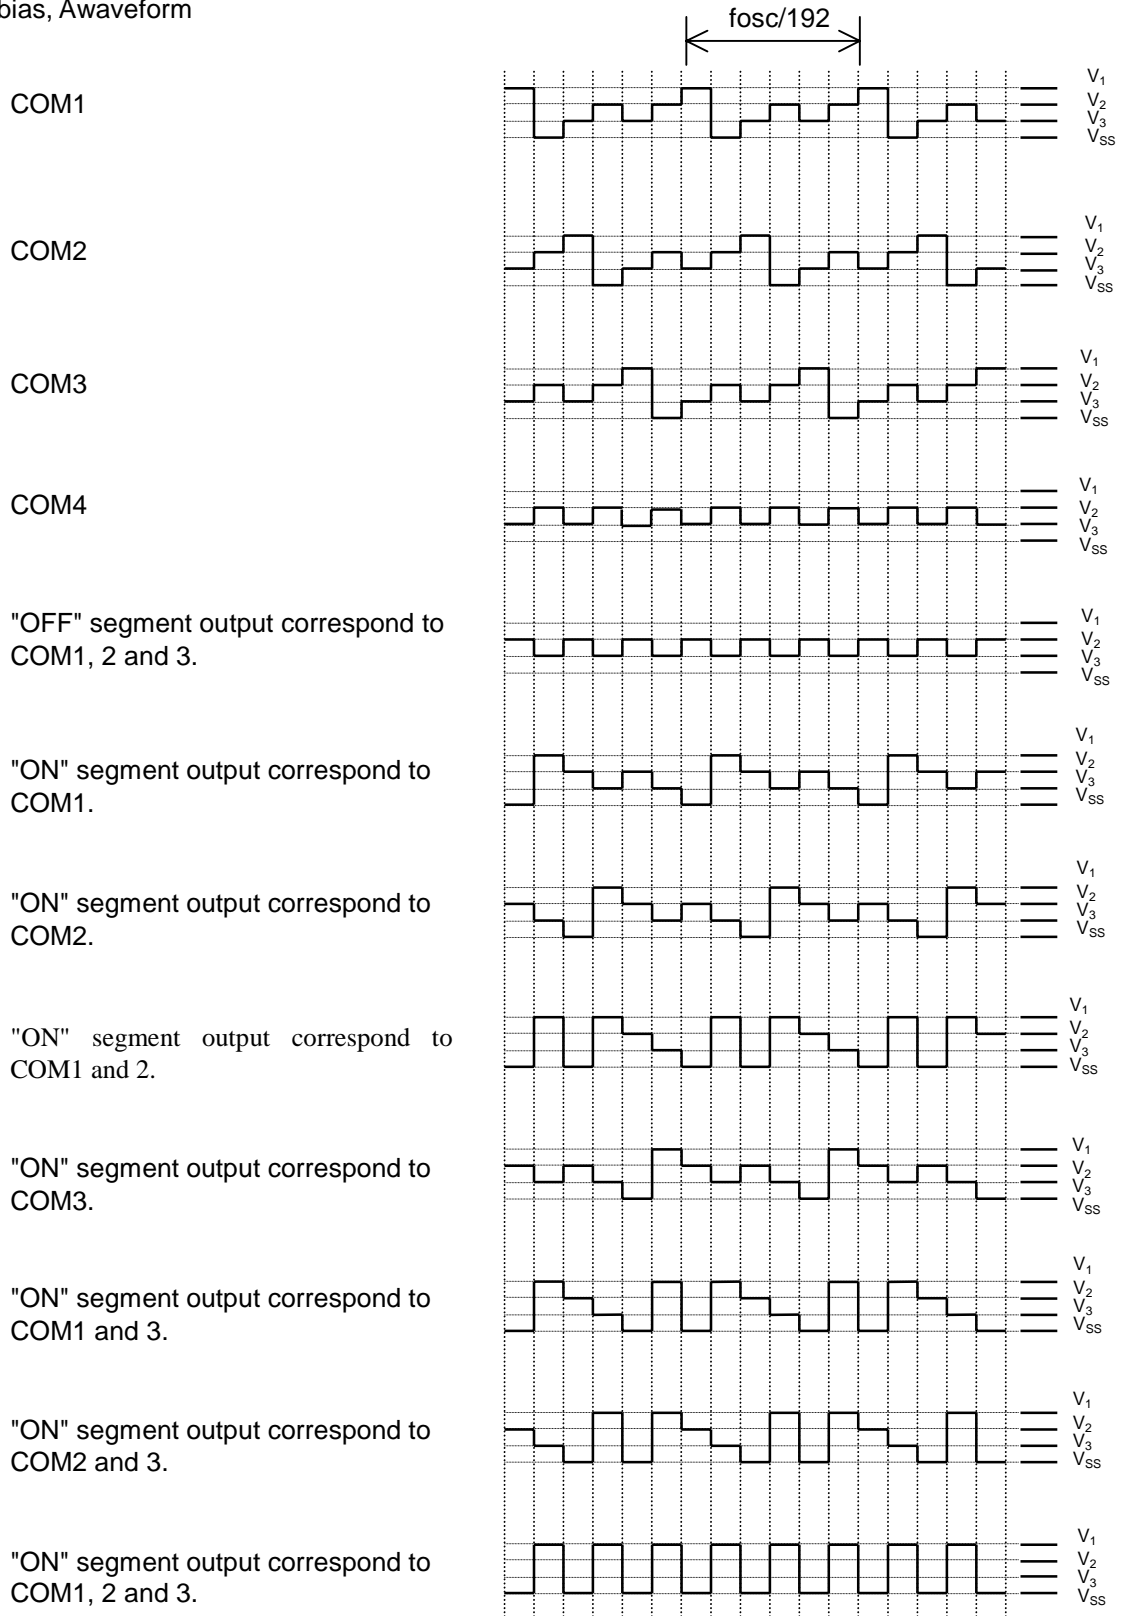 bias, Awaveform
fosc/192
COM1
V1
V2
V3
VSS
COM2
V1
V2
V3
VSS
COM3
V1
V2
V3
VSS
COM4
V1
V2
V3
VSS
"OFF" segment output correspond to
COM1, 2 and 3.
V1
V2
V3
VSS
"ON" segment output correspond to
COM1.
V1
V2
V3
VSS
"ON" segment output correspond to
COM2.
V1
V2
V3
VSS
"ON" segment output correspond to
COM1 and 2.
V1
V2
V3
VSS
"ON" segment output correspond to
COM3.
V1
V2
V3
VSS
"ON" segment output correspond to
COM1 and 3.
V1
V2
V3
VSS
"ON" segment output correspond to
COM2 and 3.
V1
V2
V3
VSS
"ON" segment output correspond to
COM1, 2 and 3.
V1
V2
V3
VSS